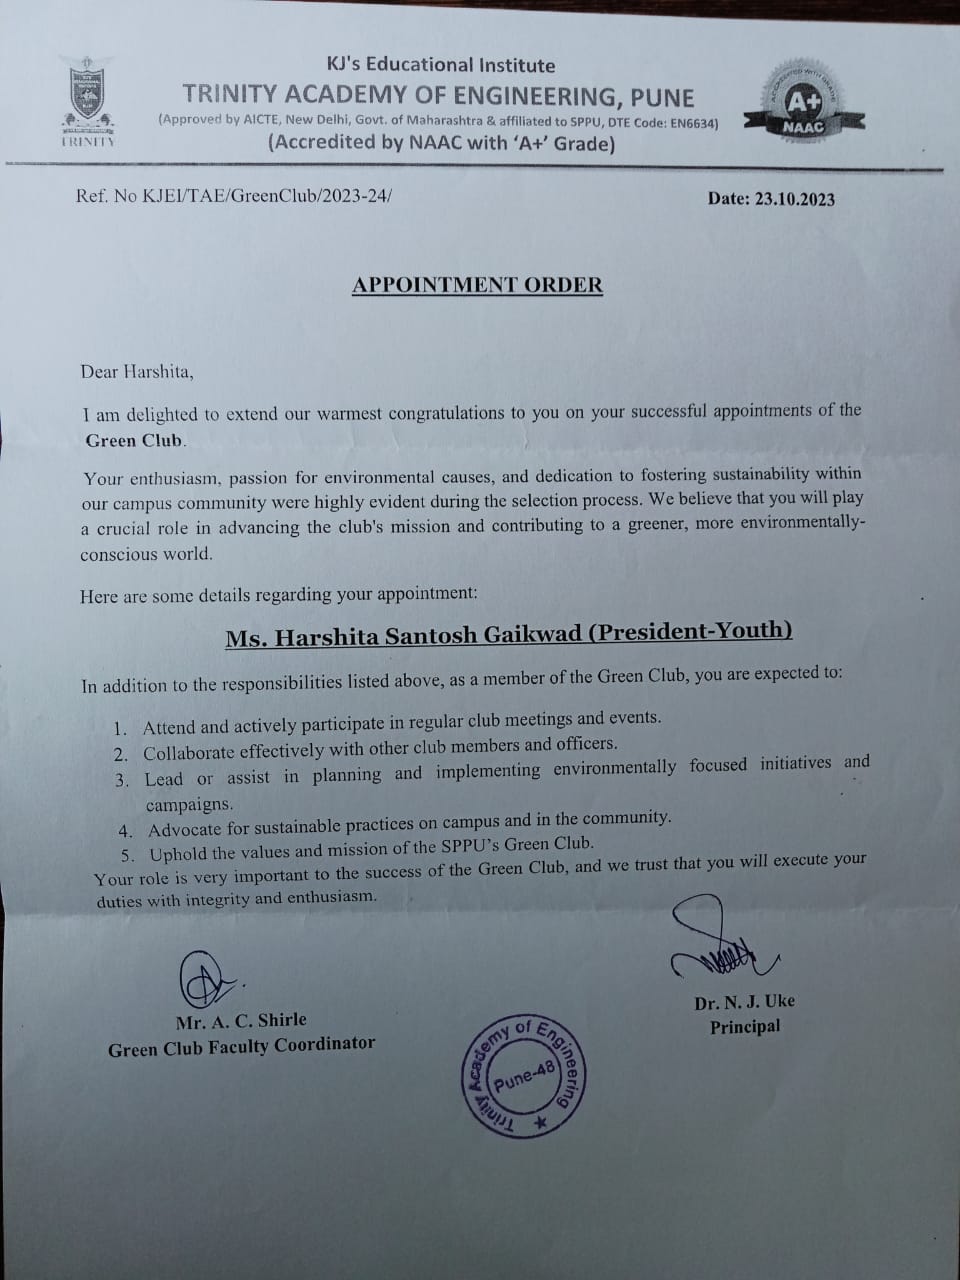 KJ's Educational Institute
TRINITY ACADEMY OF ENGINEERING, PUNE
(Approved by AICTE, New Delhi, Govt. of Maharashtra & affiliated to SPPU, DTE Code: EN6634)
(Accredited by NAAC with ‘A+’ Grade)
TRINITY
ACCREDITED WITH GRADE
A+
NAAC
Ref. No KJEI/TAE/GreenClub/2023-24/
Date: 23.10.2023
APPOINTMENT ORDER
Dear Harshita,
I am delighted to extend our warmest congratulations to you on your successful appointments of the
Green Club.
Your enthusiasm, passion for environmental causes, and dedication to fostering sustainability within
our campus community were highly evident during the selection process. We believe that you will play
a crucial role in advancing the club's mission and contributing to a greener, more environmentally-
conscious world.
Here are some details regarding your appointment:
Ms. Harshita Santosh Gaikwad (President-Youth)
In addition to the responsibilities listed above, as a member of the Green Club, you are expected to:
1. Attend and actively participate in regular club meetings and events.
2. Collaborate effectively with other club members and officers.
3. Lead or assist in planning and implementing environmentally focused initiatives and
campaigns.
4. Advocate for sustainable practices on campus and in the community.
5. Uphold the values and mission of the SPPU’s Green Club.
Your role is very important to the success of the Green Club, and we trust that you will execute your
duties with integrity and enthusiasm.
Mr. A. C. Shirle
Green Club Faculty Coordinator
Dr. N. J. Uke
Principal
Trinity Academy of Engineering
Pune-48